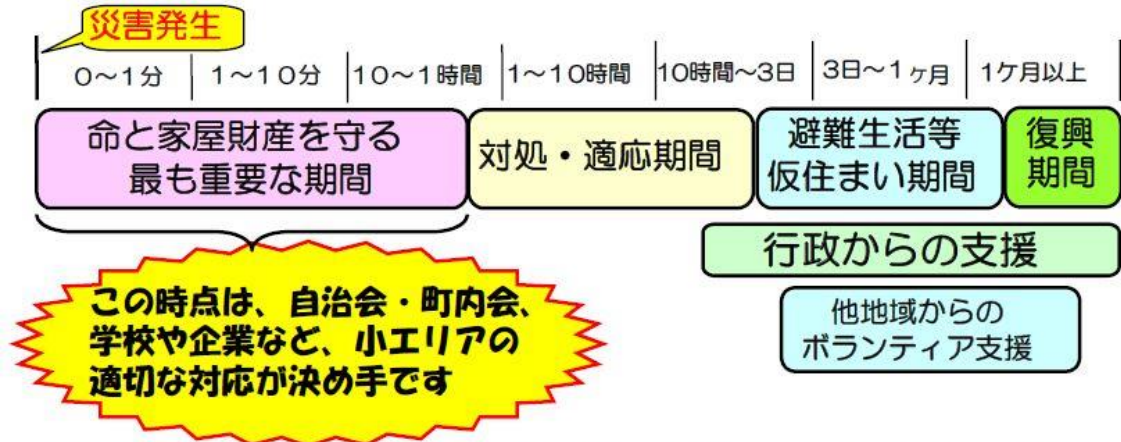 災害発生
0～1分
1～10分
10～1時間
1～10時間
10時間～3日
3日～1ヶ月
1ケ月以上
命と家屋財産を守る
最も重要な期間
対処・適応期間
避難生活等
仮住まい期間
復興
期間
行政からの支援
他地域からの
ボランティア支援
この時点は、自治会・町内会、
学校や企業など、小エリアの
適切な対応が決め手です